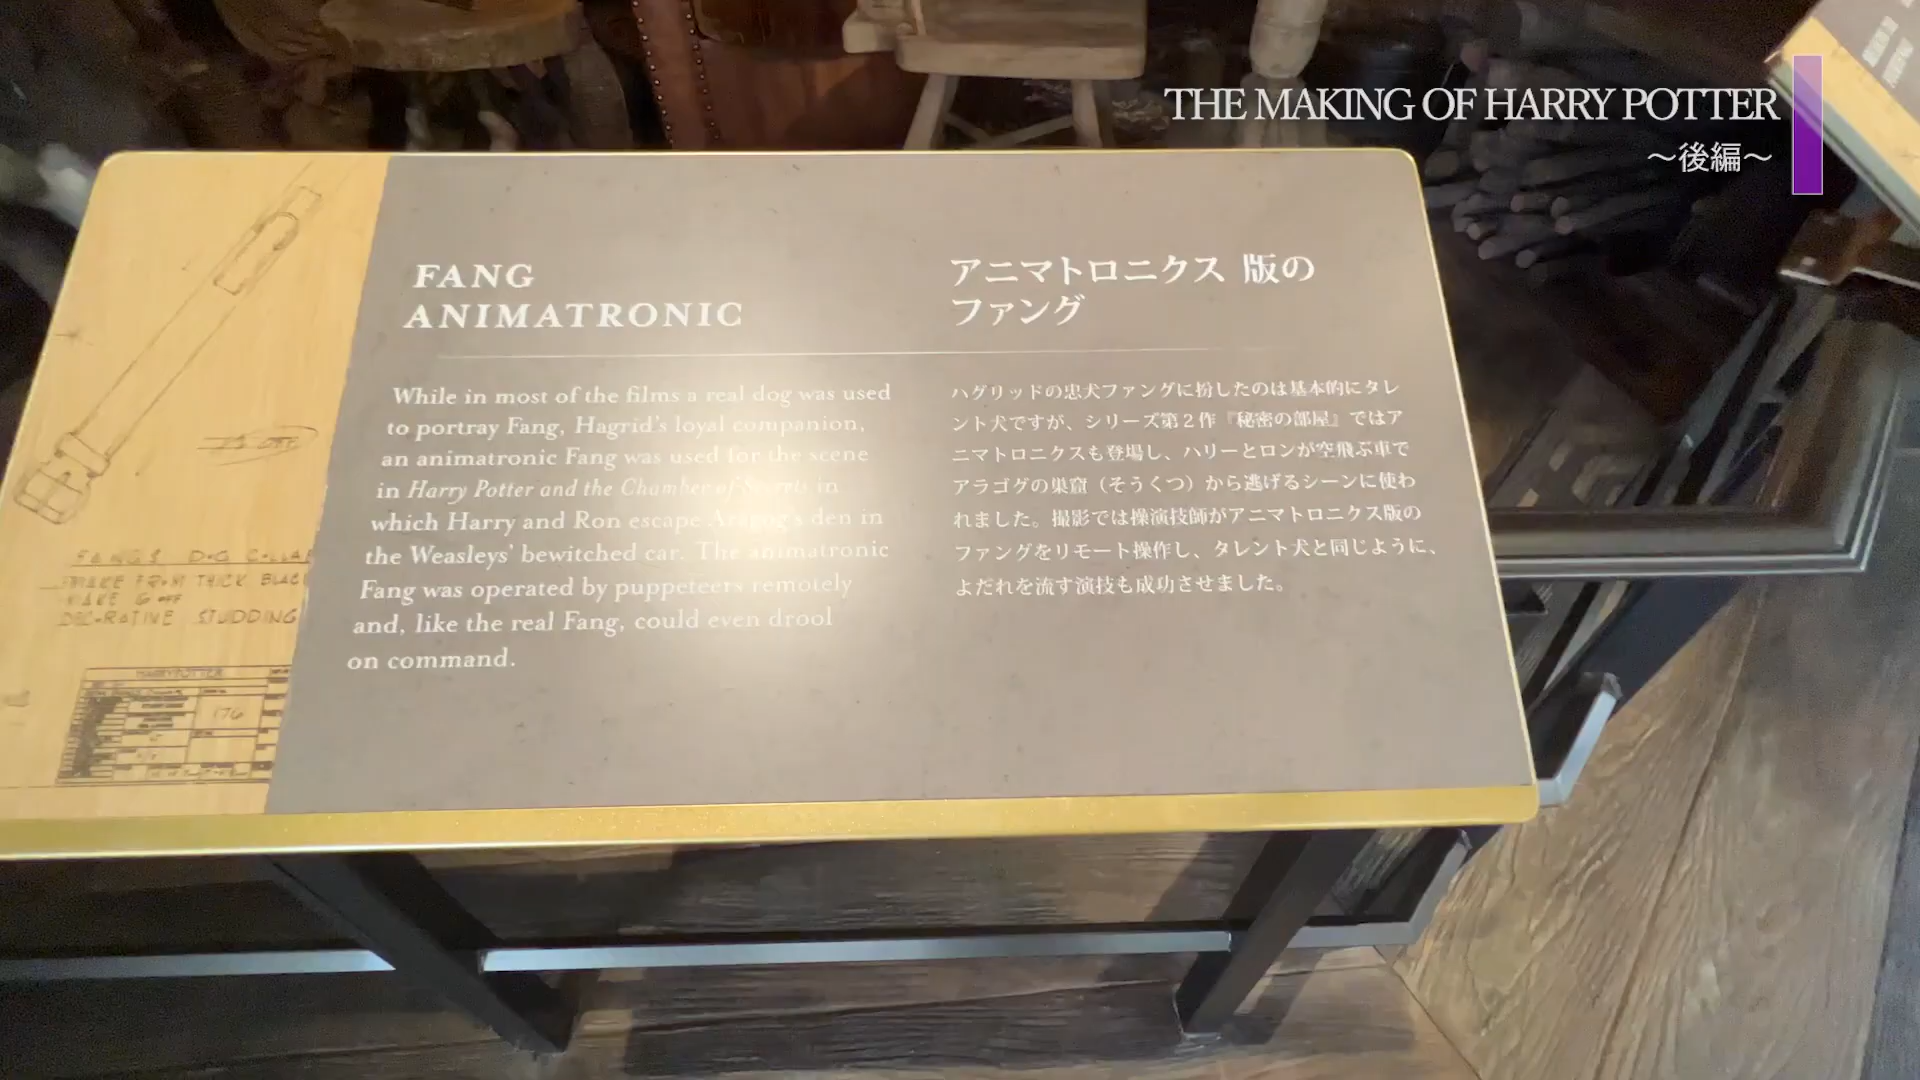 THE MAKING OF HARRY POTTER
～後編～
FANG
ANIMATRONIC
While in most of the films a real dog was used
to portray Fang, Hagrid's loyal companion,
an animatronic Fang was used for the scene
in Harry Potter and the Chamber of Secrets in
which Harry and Ron escape Aragog's den in
the Weasleys' bewitched car. The animatronic
Fang was operated by puppeteers remotely
and, like the real Fang, could even drool
on command.
アニマトロニクス 版の
ファング
ハグリッドの忠犬ファングに扮したのは基本的にタレ
ント犬ですが、シリーズ第2作『秘密の部屋』ではア
ニマトロニクスも登場し、ハリーとロンが空飛ぶ車で
アラゴグの巣窟（そうくつ）から逃げるシーンに使わ
れました。撮影では操演技師がアニマトロニクス版の
ファングをリモート操作し、タレント犬と同じように、
よだれを流す演技も成功させました。
FANGS DOG COLLAR
MAKE FROM THICK BLACK
MAKE 6 OFF
DECORATIVE STUDDING
HARRY POTTER
176